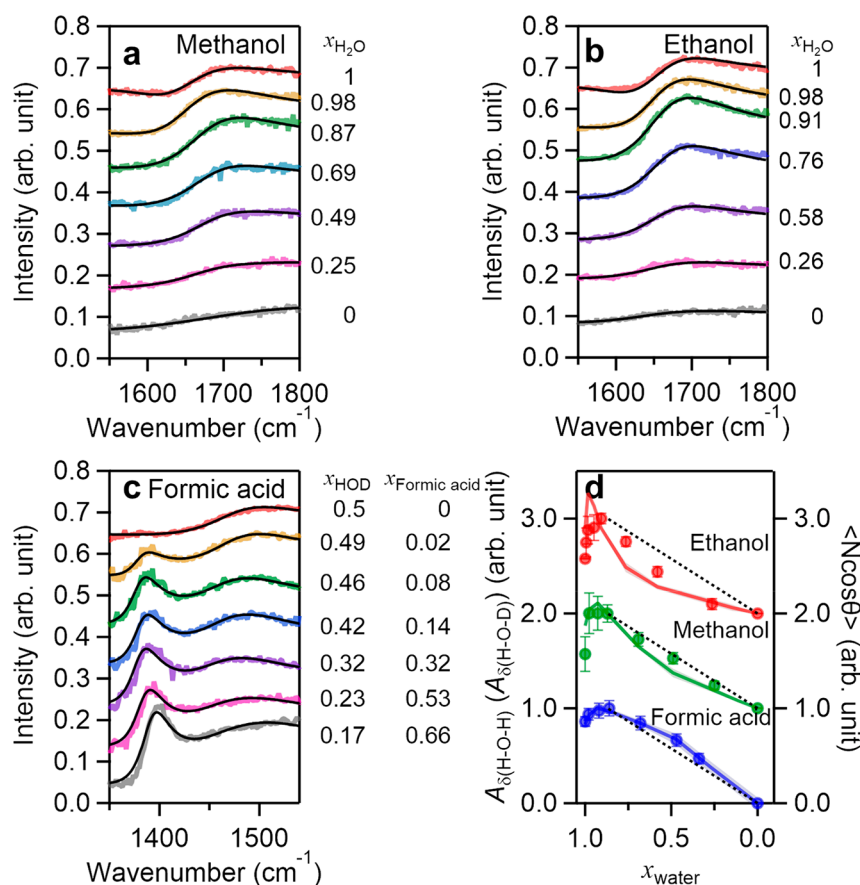 a Methanol
x_H₂O
1
0.98
0.87
0.69
0.49
0.25
0
0.8
0.7
0.6
0.5
0.4
0.3
0.2
0.1
0.0
Intensity (arb. unit)
1600 1700 1800
Wavenumber (cm⁻¹)
b Ethanol
x_H₂O
1
0.98
0.91
0.76
0.58
0.26
0
0.8
0.7
0.6
0.5
0.4
0.3
0.2
0.1
0.0
Intensity (arb. unit)
1600 1700 1800
Wavenumber (cm⁻¹)
c Formic acid
x_HOD x_Formic acid
0.5 0
0.49 0.02
0.46 0.08
0.42 0.14
0.32 0.32
0.23 0.53
0.17 0.66
0.8
0.7
0.6
0.5
0.4
0.3
0.2
0.1
0.0
Intensity (arb. unit)
1400 1500
Wavenumber (cm⁻¹)
d
Ethanol
Methanol
Formic acid
3.0
2.0
1.0
0.0
A_δ(H-O-H) (A_δ(H-O-D)) (arb. unit)
3.0
2.0
1.0
0.0
<Ncosθ> (arb. unit)
1.0 0.5 0.0
x_water